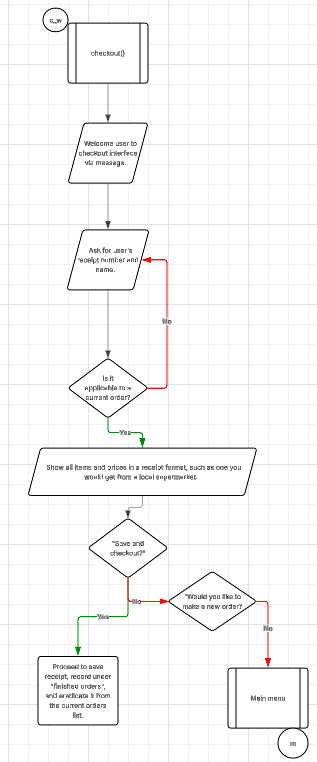 c_w
checkout()
Welcome user to
checkout interface
via message.
Ask for user's
receipt number and
name.
No
Is it
applicable to a
current order?
Yes
Show all items and prices in a receipt format, such as one you
would get from a local supermarket.
"Save and
checkout?"
"Would you like to
make a new order?
No
Yes
No
Proceed to save
receipt, record under
"finished orders",
and eradicate it from
the current orders
list.
Main menu
m